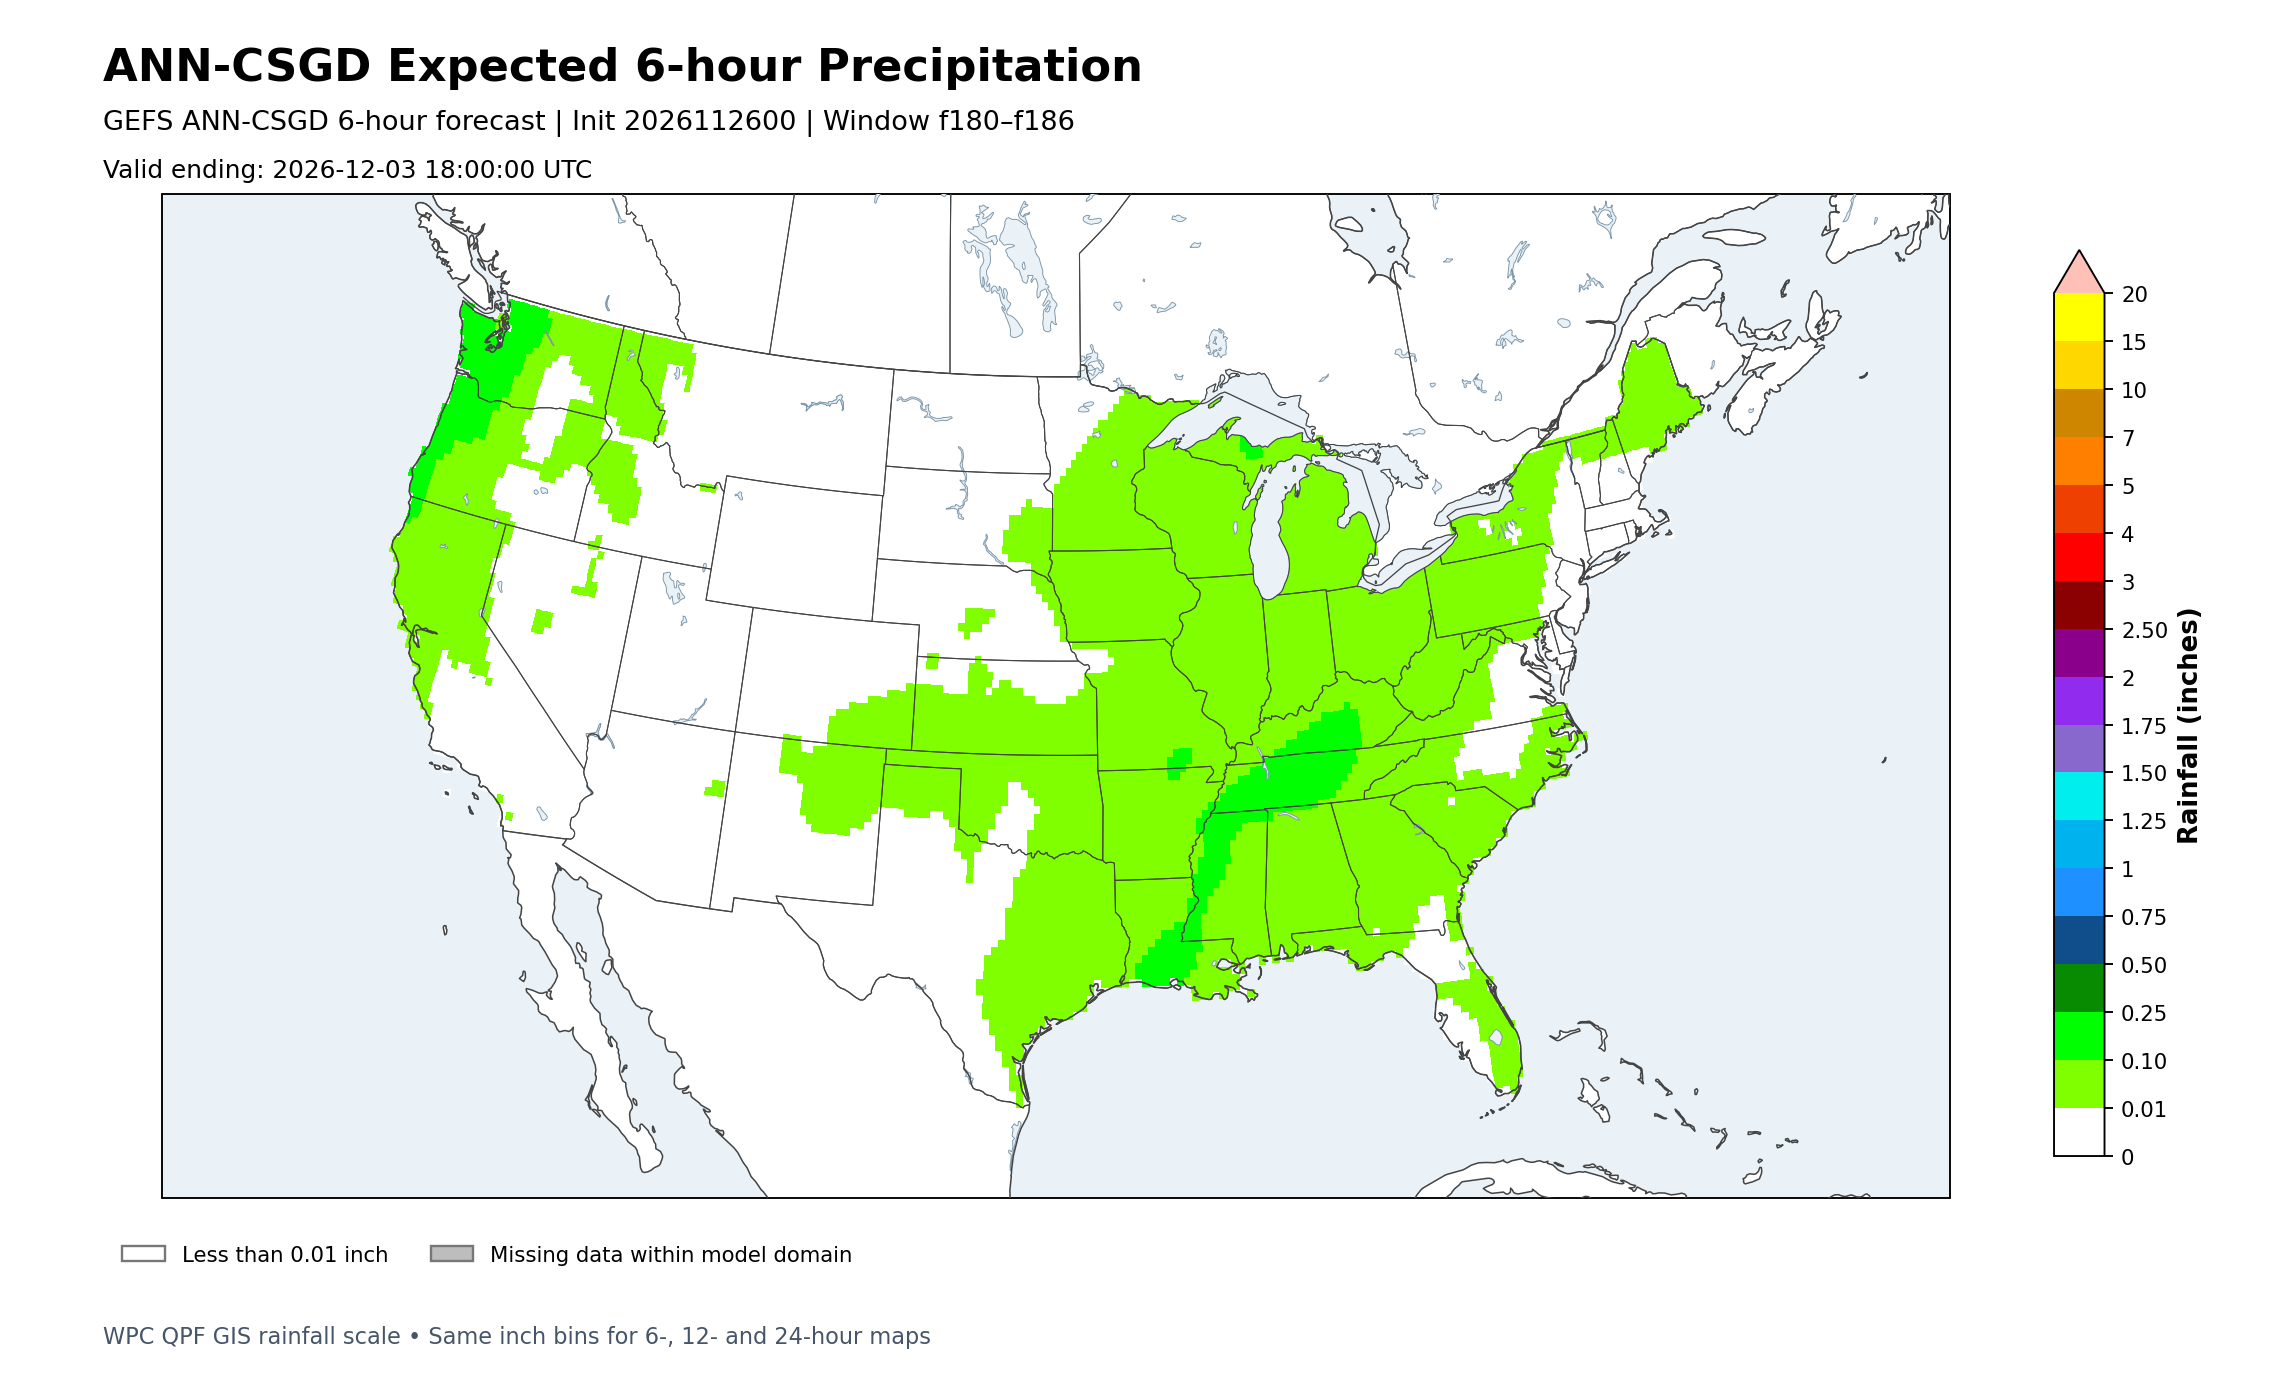 ANN-CSGD Expected 6-hour Precipitation
GEFS ANN-CSGD 6-hour forecast | Init 2026112600 | Window f180–f186
Valid ending: 2026-12-03 18:00:00 UTC
20
15
10
7
5
4
3
2.50
2
1.75
1.50
1.25
1
0.75
0.50
0.25
0.10
0.01
0
Rainfall (inches)
Less than 0.01 inch
Missing data within model domain
WPC QPF GIS rainfall scale • Same inch bins for 6-, 12- and 24-hour maps